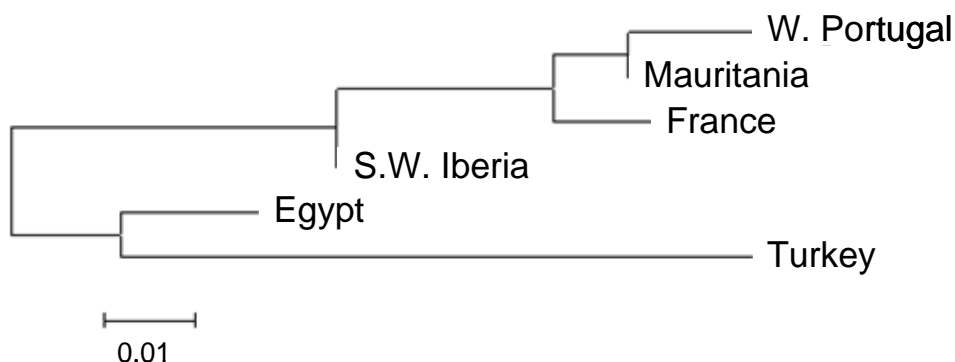 W. Portugal
Mauritania
France
S.W. Iberia
Egypt
Turkey
0.01